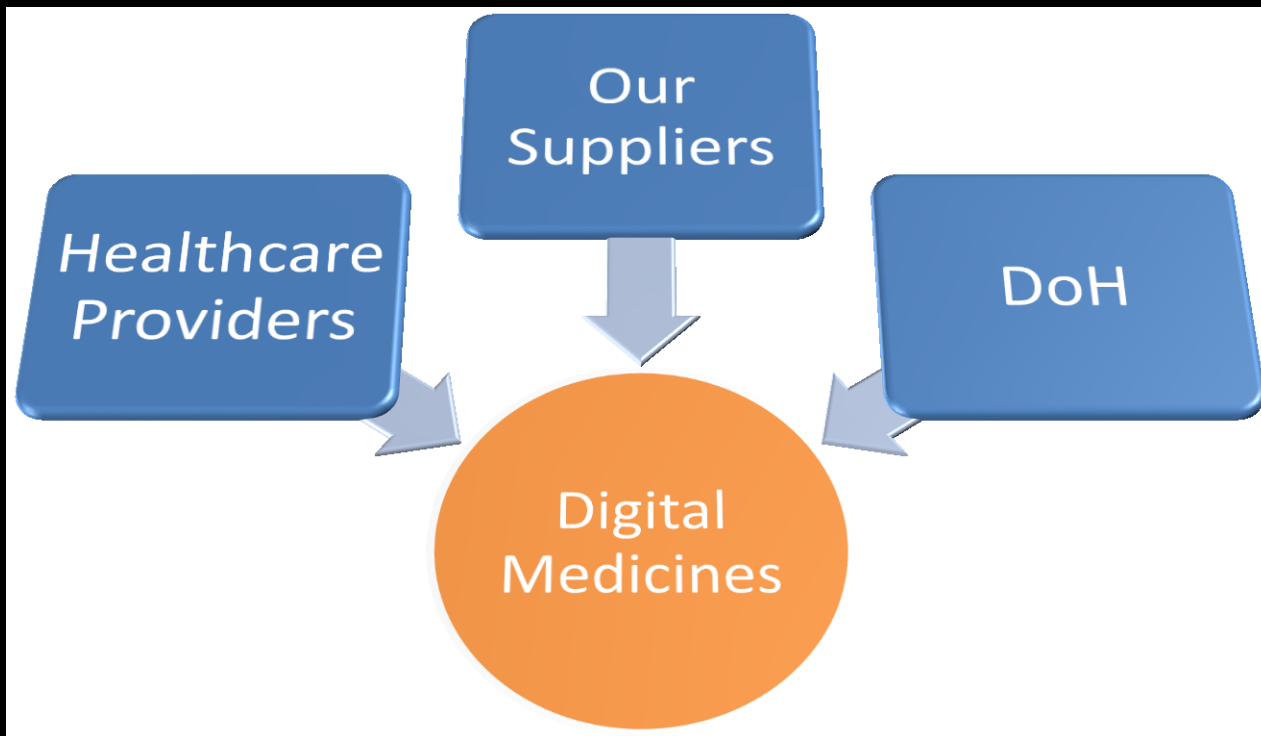 Our
Suppliers
Healthcare
Providers
DoH
Digital
Medicines